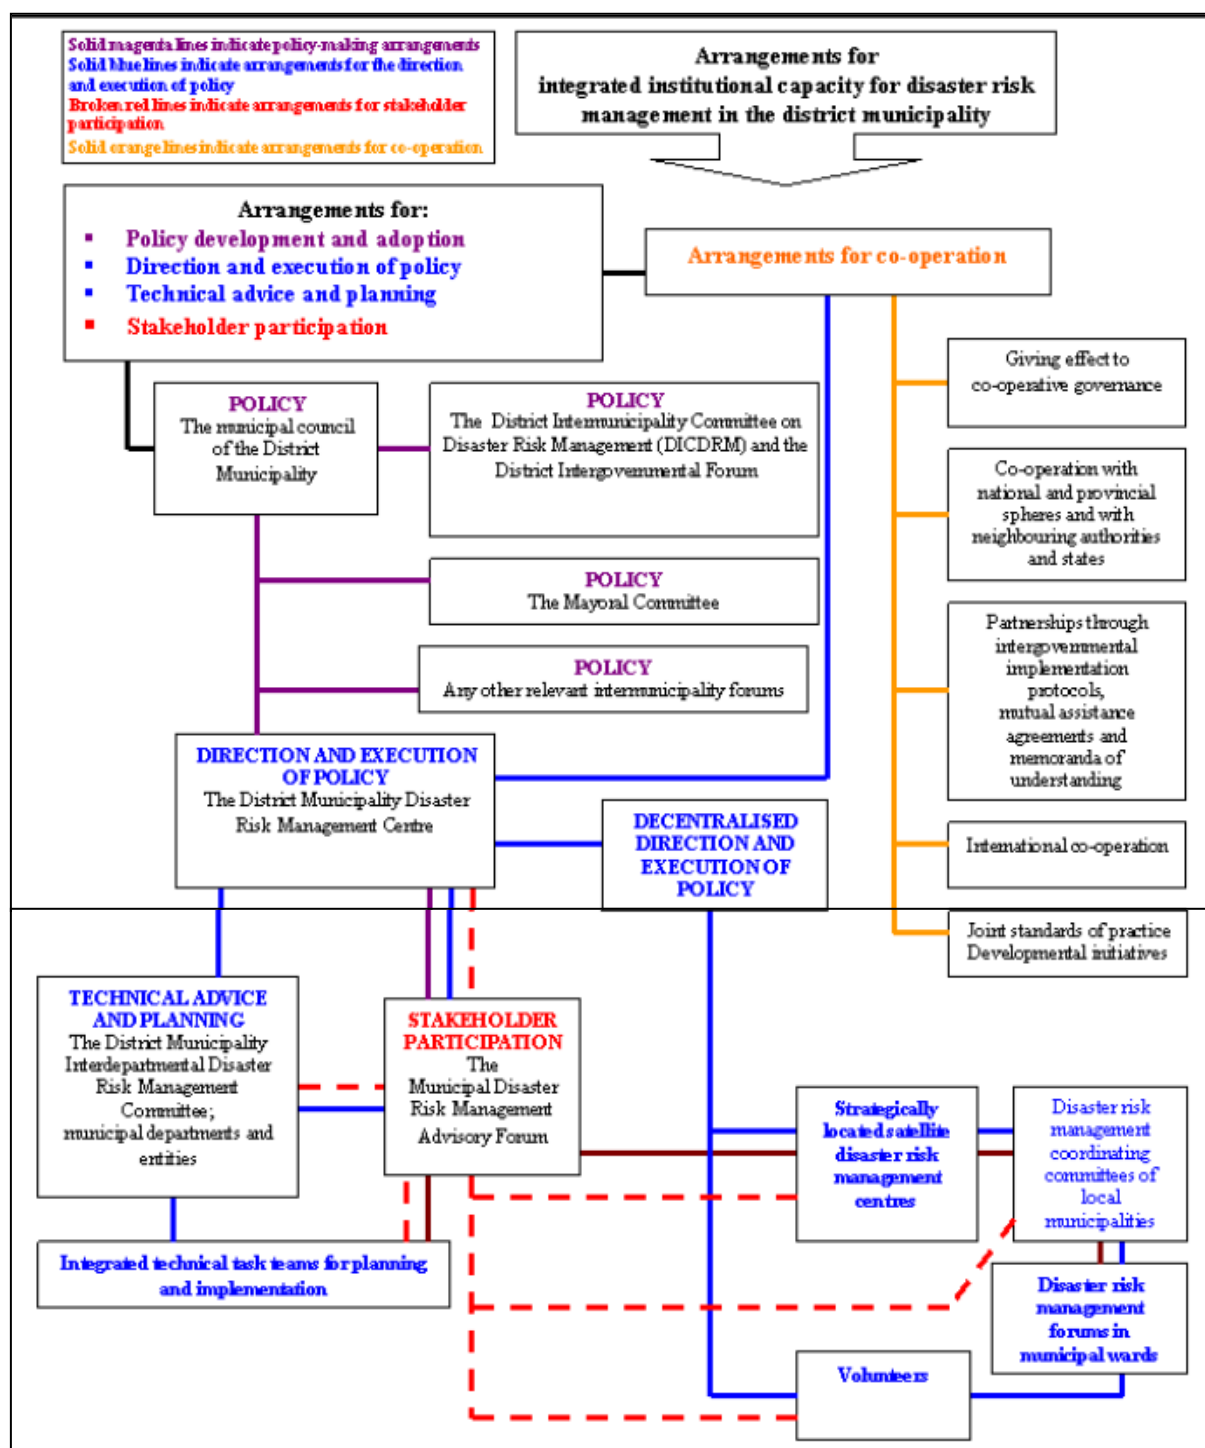 Solid magenta lines indicate policy-making arrangements
Solid blue lines indicate arrangements for the direction
and execution of policy
Broken red lines indicate arrangements for stakeholder
participation
Solid orange lines indicate arrangements for co-operation
Arrangements for
integrated institutional capacity for disaster risk
management in the district municipality
Arrangements for:
▪ Policy development and adoption
▪ Direction and execution of policy
▪ Technical advice and planning
▪ Stakeholder participation
Arrangements for co-operation
POLICY
The municipal council
of the District
Municipality
POLICY
The District Intermunicipality Committee on
Disaster Risk Management (DICDRM) and the
District Intergovernmental Forum
POLICY
The Mayoral Committee
POLICY
Any other relevant intermunicipality forums
Giving effect to
co-operative governance
Co-operation with
national and provincial
spheres and with
neighbouring authorities
and states
Partnerships through
intergovernmental
implementation
protocols,
mutual assistance
agreements and
memoranda of
understanding
International co-operation
Joint standards of practice
Developmental initiatives
DIRECTION AND EXECUTION
OF POLICY
The District Municipality Disaster
Risk Management Centre
DECENTRALISED
DIRECTION AND
EXECUTION OF
POLICY
TECHNICAL ADVICE
AND PLANNING
The District Municipality
Interdepartmental Disaster
Risk Management
Committee;
municipal departments and
entities
STAKEHOLDER
PARTICIPATION
The
Municipal Disaster
Risk Management
Advisory Forum
Strategically
located satellite
disaster risk
management
centres
Disaster risk
management
coordinating
committees of
local
municipalities
Integrated technical task teams for planning
and implementation
Disaster risk
management
forums in
municipal wards
Volunteers